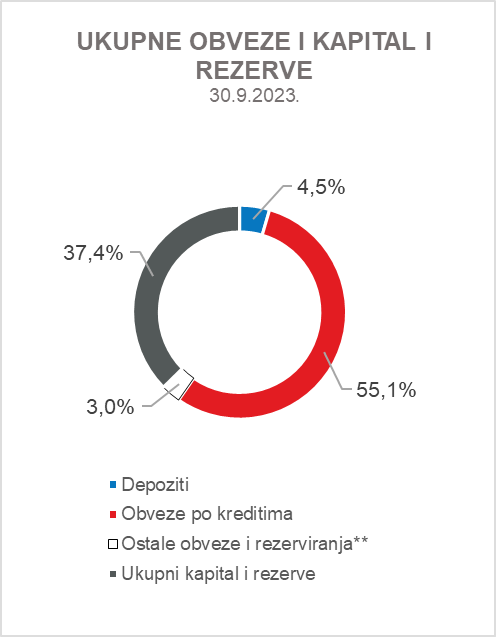 UKUPNE OBVEZE I KAPITAL I
REZERVE
30.9.2023.
4,5%
37,4%
55,1%
3,0%
Depoziti
Obveze po kreditima
Ostale obveze i rezerviranja**
Ukupni kapital i rezerve